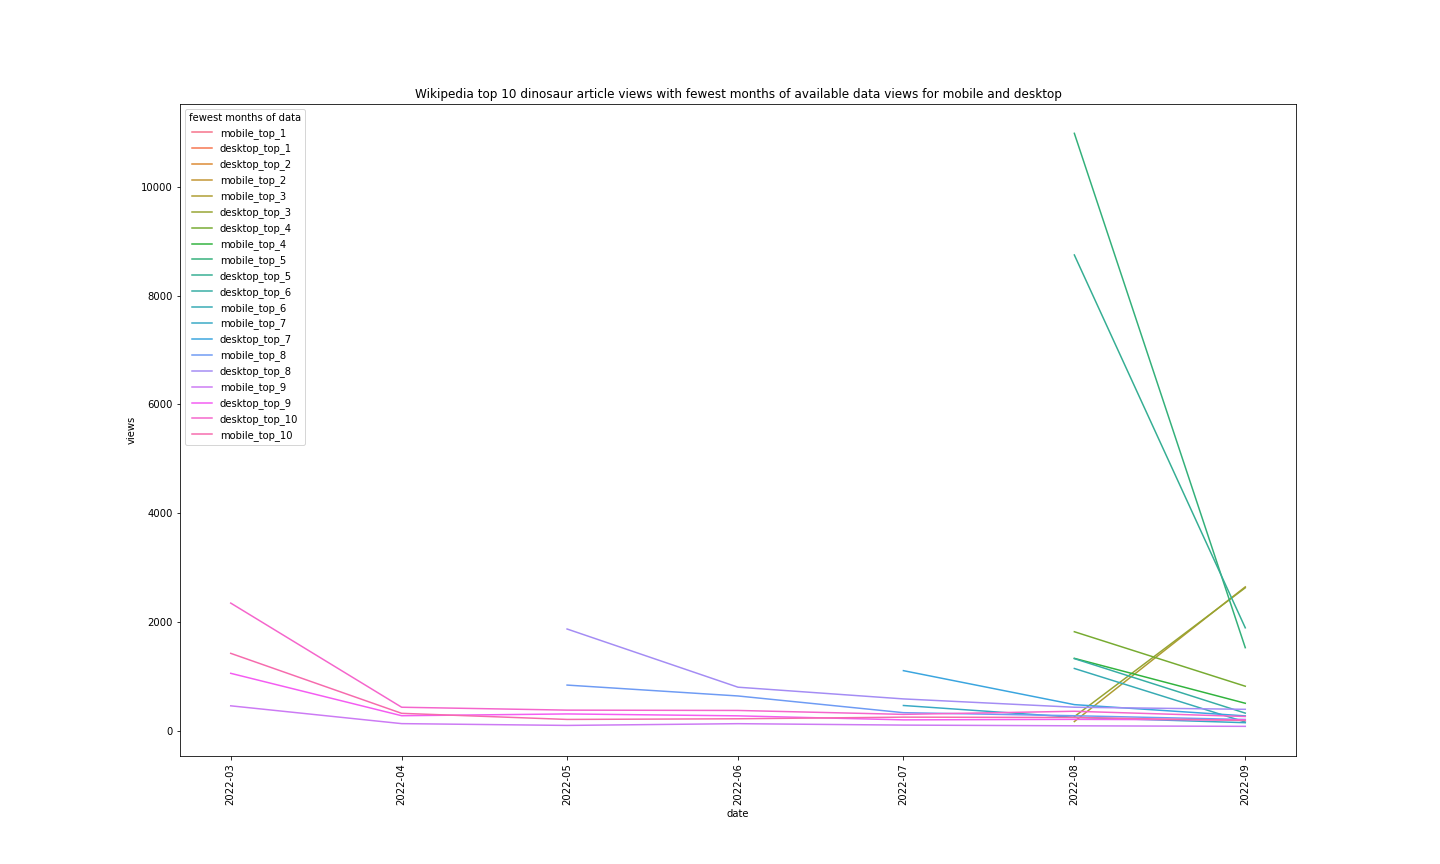 Wikipedia top 10 dinosaur article views with fewest months of available data views for mobile and desktop
fewest months of data
mobile_top_1
desktop_top_1
desktop_top_2
mobile_top_2
mobile_top_3
desktop_top_3
desktop_top_4
mobile_top_4
mobile_top_5
desktop_top_5
desktop_top_6
mobile_top_6
mobile_top_7
desktop_top_7
mobile_top_8
desktop_top_8
mobile_top_9
desktop_top_9
desktop_top_10
mobile_top_10
views
10000
8000
6000
4000
2000
0
2022-03
2022-04
2022-05
2022-06
2022-07
2022-08
2022-09
date